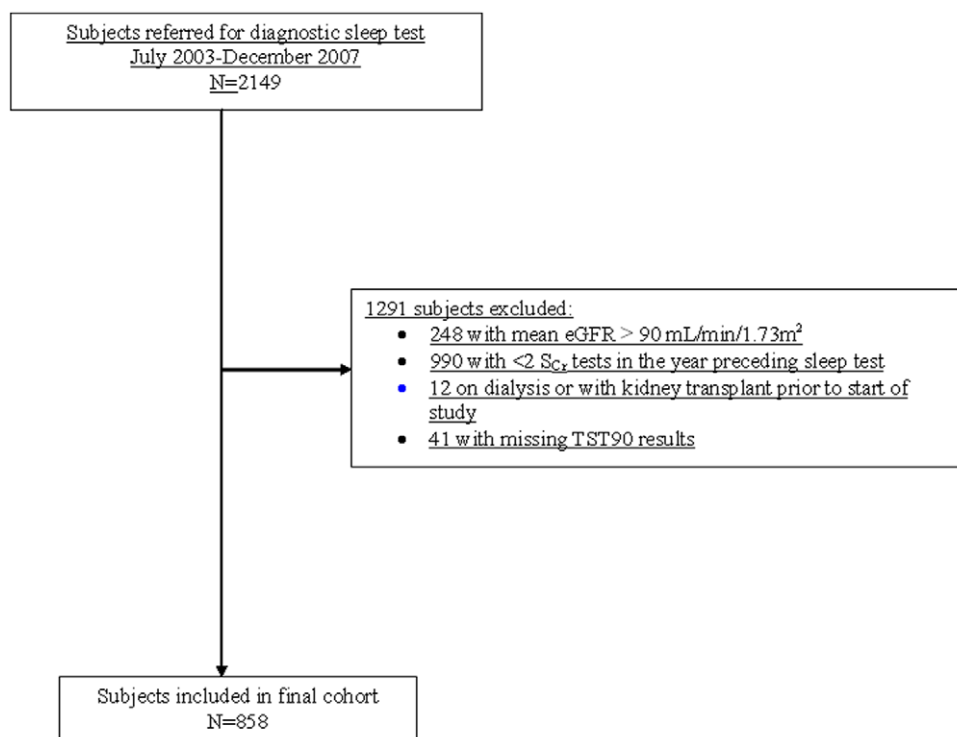 Subjects referred for diagnostic sleep test
July 2003-December 2007
N=2149
1291 subjects excluded:
• 248 with mean eGFR > 90 mL/min/1.73m²
• 990 with <2 SCr tests in the year preceding sleep test
• 12 on dialysis or with kidney transplant prior to start of
study
• 41 with missing TST90 results
Subjects included in final cohort
N=858